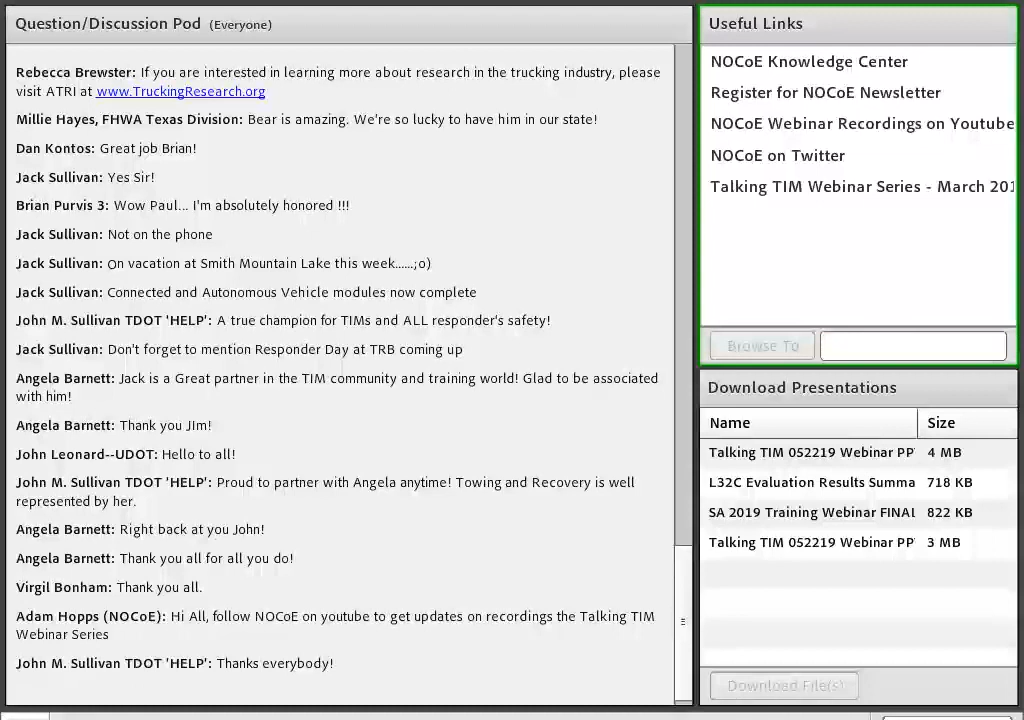 Question/Discussion Pod (Everyone)
Rebecca Brewster: If you are interested in learning more about research in the trucking industry, please
visit ATRI at www.TruckingResearch.org
Millie Hayes, FHWA Texas Division: Bear is amazing. We're so lucky to have him in our state!
Dan Kontos: Great job Brian!
Jack Sullivan: Yes Sir!
Brian Purvis 3: Wow Paul... I'm absolutely honored !!!
Jack Sullivan: Not on the phone
Jack Sullivan: On vacation at Smith Mountain Lake this week......;o)
Jack Sullivan: Connected and Autonomous Vehicle modules now complete
John M. Sullivan TDOT 'HELP': A true champion for TIMs and ALL responder's safety!
Jack Sullivan: Don't forget to mention Responder Day at TRB coming up
Angela Barnett: Jack is a Great partner in the TIM community and training world! Glad to be associated
with him!
Angela Barnett: Thank you JIm!
John Leonard--UDOT: Hello to all!
John M. Sullivan TDOT 'HELP': Proud to partner with Angela anytime! Towing and Recovery is well
represented by her.
Angela Barnett: Right back at you John!
Angela Barnett: Thank you all for all you do!
Virgil Bonham: Thank you all.
Adam Hopps (NOCoE): Hi All, follow NOCoE on youtube to get updates on recordings the Talking TIM
Webinar Series
John M. Sullivan TDOT 'HELP': Thanks everybody!
Useful Links
NOCoE Knowledge Center
Register for NOCoE Newsletter
NOCoE Webinar Recordings on Youtube
NOCoE on Twitter
Talking TIM Webinar Series - March 201
Browse To
Download Presentations
Name Size
Talking TIM 052219 Webinar PP 4 MB
L32C Evaluation Results Summa 718 KB
SA 2019 Training Webinar FINAL 822 KB
Talking TIM 052219 Webinar PP 3 MB
Download File(s)